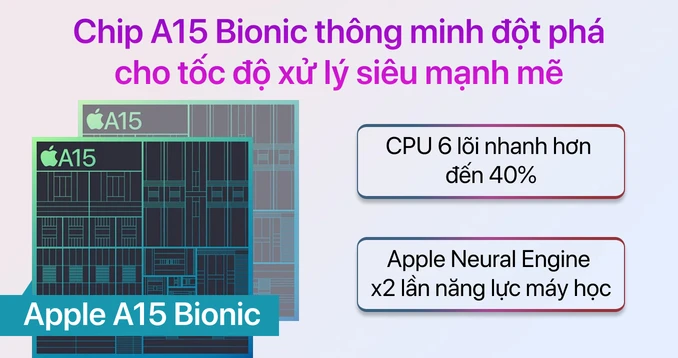 Chip A15 Bionic thông minh đột phá
cho tốc độ xử lý siêu mạnh mẽ
A15
A15
Apple A15 Bionic
CPU 6 lõi nhanh hơn
đến 40%
Apple Neural Engine
x2 lần năng lực máy học